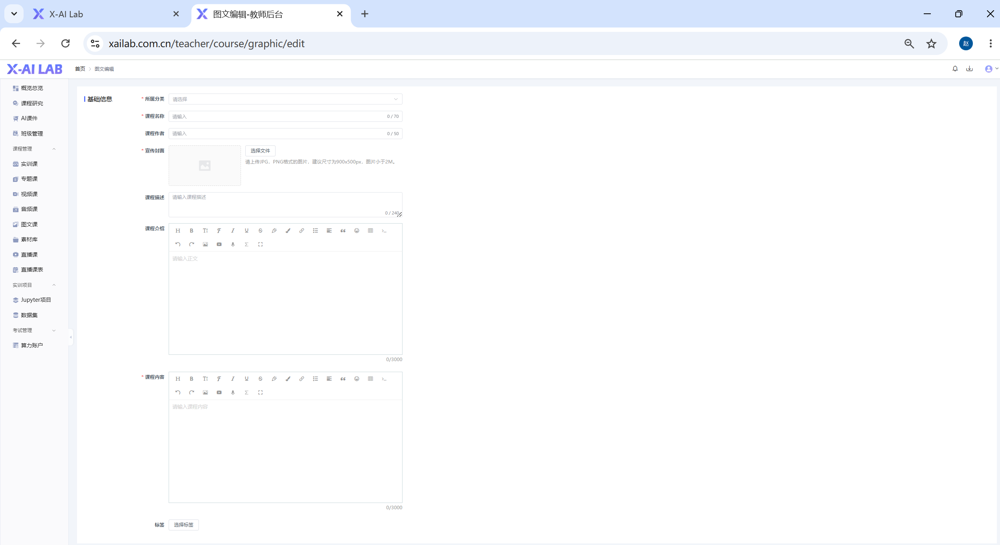 X-AI Lab
图文编辑-教师后台
xailab.com.cn/teacher/course/graphic/edit
赵
X-AI LAB
首页 > 图文编辑
概览总览
课程研究
AI课件
班级管理
课程管理
实训课
专题课
视频课
音频课
图文课
素材库
直播课
直播课表
实训项目
Jupyter项目
数据集
考试管理
算力账户
基础信息
* 所属分类 请选择
* 课程名称 请输入 0 / 70
课程作者 请输入 0 / 50
* 宣传封面 选择文件
请上传JPG，PNG格式的图片，建议尺寸为900x500px，图片小于2M。
课程描述 请输入课程描述
0 / 240
课程介绍
请输入正文
0/3000
* 课程内容
请输入课程内容
0/3000
标签 选择标签